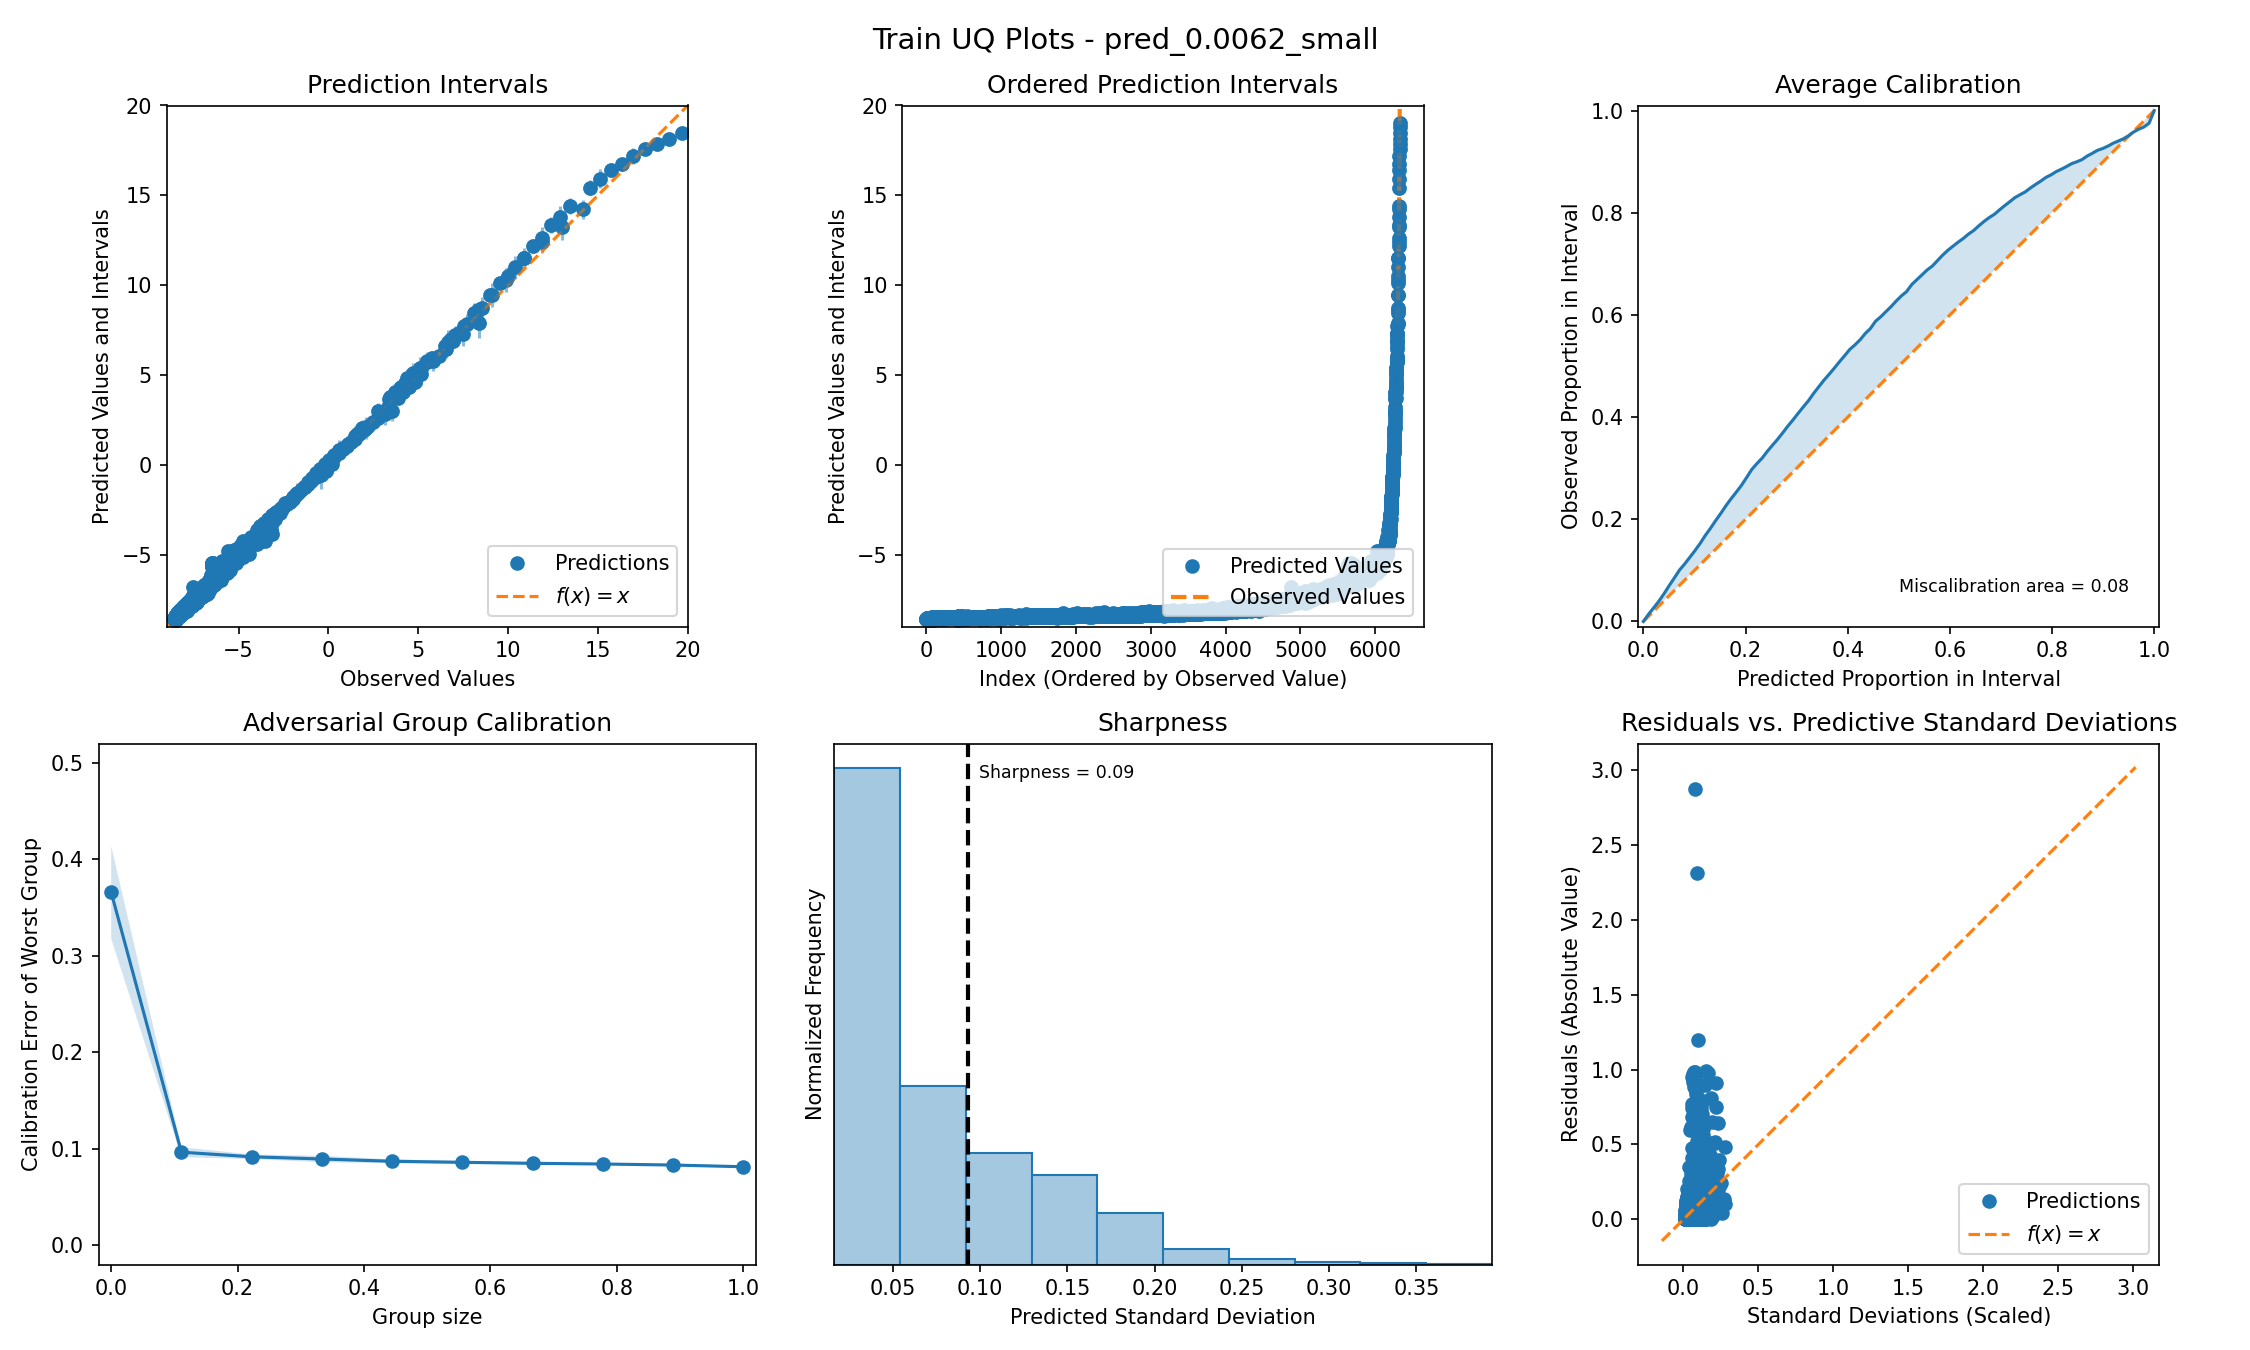 Train UQ Plots - pred_0.0062_small
Prediction Intervals
Predicted Values and Intervals
20
15
10
5
0
−5
−5 0 5 10 15 20
Observed Values
Predictions
f(x) = x
Ordered Prediction Intervals
Predicted Values and Intervals
20
15
10
5
0
−5
0 1000 2000 3000 4000 5000 6000
Index (Ordered by Observed Value)
Predicted Values
Observed Values
Average Calibration
Observed Proportion in Interval
1.0
0.8
0.6
0.4
0.2
0.0
0.0 0.2 0.4 0.6 0.8 1.0
Predicted Proportion in Interval
Miscalibration area = 0.08
Adversarial Group Calibration
Calibration Error of Worst Group
0.5
0.4
0.3
0.2
0.1
0.0
0.0 0.2 0.4 0.6 0.8 1.0
Group size
Sharpness
Normalized Frequency
Sharpness = 0.09
0.05 0.10 0.15 0.20 0.25 0.30 0.35
Predicted Standard Deviation
Residuals vs. Predictive Standard Deviations
Residuals (Absolute Value)
3.0
2.5
2.0
1.5
1.0
0.5
0.0
0.0 0.5 1.0 1.5 2.0 2.5 3.0
Standard Deviations (Scaled)
Predictions
f(x) = x